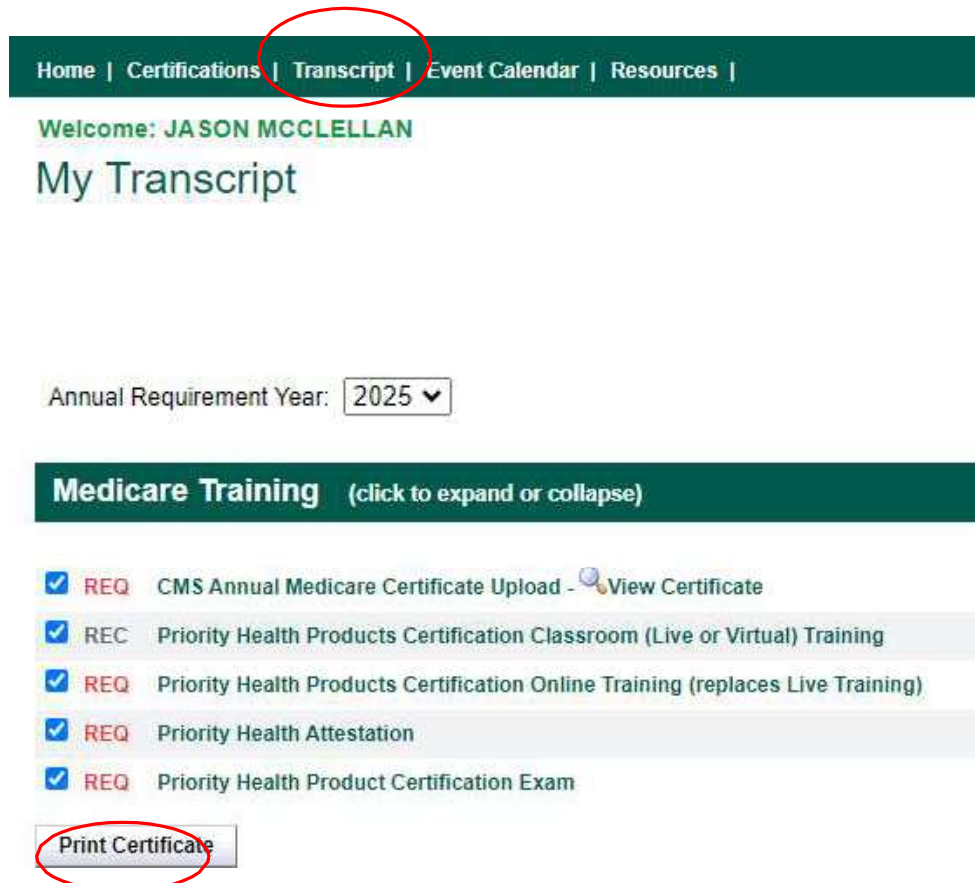 Home | Certifications | Transcript | Event Calendar | Resources |
Welcome: JASON MCCLELLAN
My Transcript
Annual Requirement Year: 2025
Medicare Training (click to expand or collapse)
REQ CMS Annual Medicare Certificate Upload - View Certificate
REC Priority Health Products Certification Classroom (Live or Virtual) Training
REQ Priority Health Products Certification Online Training (replaces Live Training)
REQ Priority Health Attestation
REQ Priority Health Product Certification Exam
Print Certificate